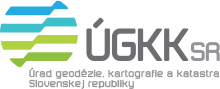 ÚGKK SR
Úrad geodézie, kartografie a katastra
Slovenskej republiky